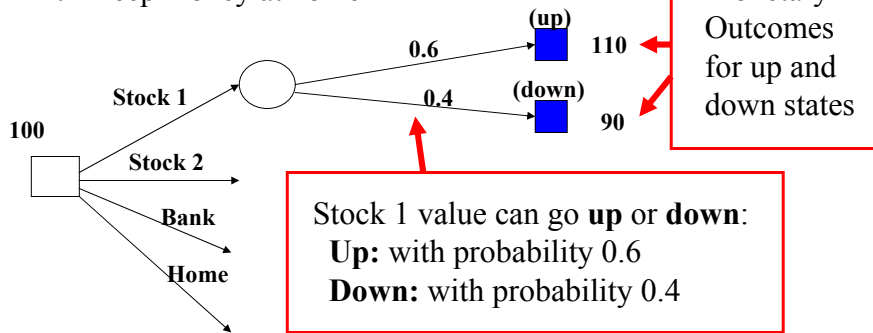 (up)
0.6
110
Outcomes
for up and
down states
(down)
0.4
90
Stock 1
100
Stock 2
Bank
Home
Stock 1 value can go up or down:
Up: with probability 0.6
Down: with probability 0.4